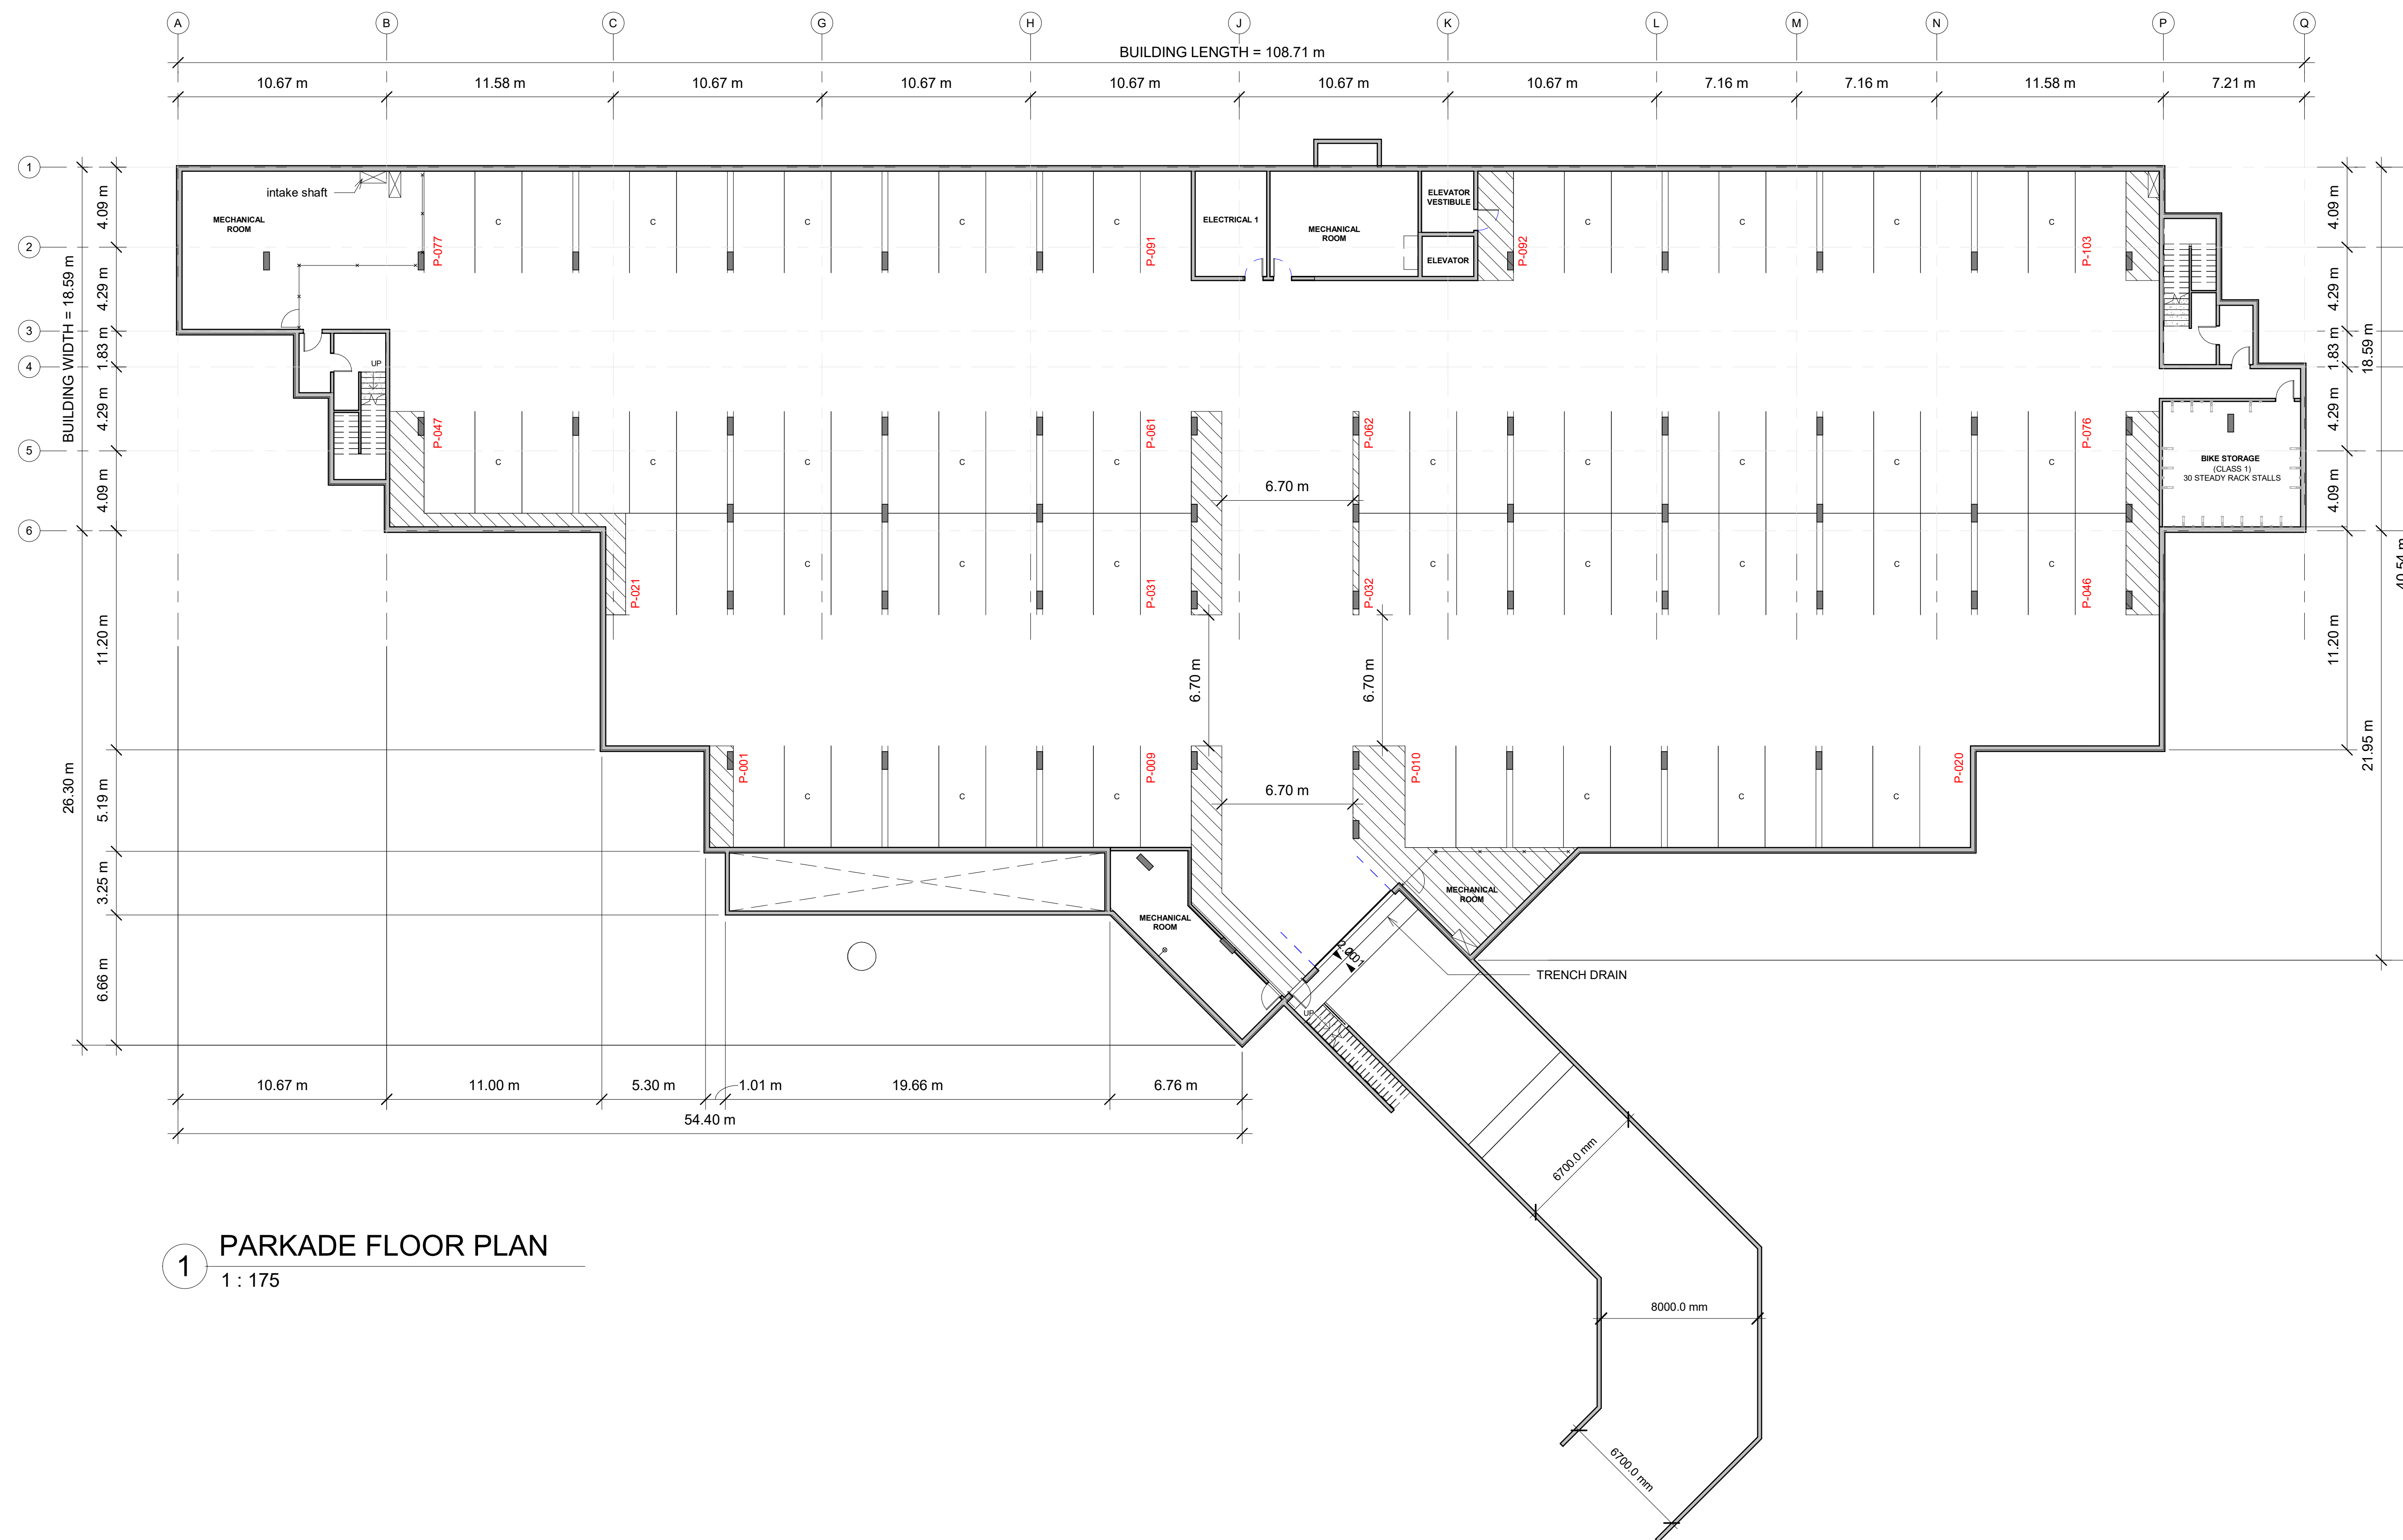 A B C G H J K L M N P Q
BUILDING LENGTH = 108.71 m
10.67 m 11.58 m 10.67 m 10.67 m 10.67 m 10.67 m 10.67 m 7.16 m 7.16 m 11.58 m 7.21 m
1
2
3
4
5
6
BUILDING WIDTH = 18.59 m
26.30 m
4.09 m
4.29 m
1.83 m
4.29 m
4.09 m
11.20 m
5.19 m
3.25 m
6.66 m
intake shaft
MECHANICAL
ROOM
C C C C C
P-077
P-091
ELECTRICAL 1
MECHANICAL
ROOM
ELEVATOR
VESTIBULE
ELEVATOR
P-092
C C C C
P-103
UP
P-047
P-061
P-062
P-076
C C C C C C C C C C
6.70 m
BIKE STORAGE
(CLASS 1)
30 STEADY RACK STALLS
C C C C C C C C
P-021
P-031
P-032
P-046
6.70 m
6.70 m
P-001
P-009
6.70 m
P-010
P-020
C C C C C C
MECHANICAL
ROOM
MECHANICAL
ROOM
TRENCH DRAIN
UP
4.09 m
4.29 m
1.83 m
4.29 m
4.09 m
11.20 m
18.59 m
21.95 m
40.54 m
10.67 m 11.00 m 5.30 m 1.01 m 19.66 m 6.76 m
54.40 m
6700.0 mm
8000.0 mm
6700.0 mm
1 PARKADE FLOOR PLAN
1 : 175